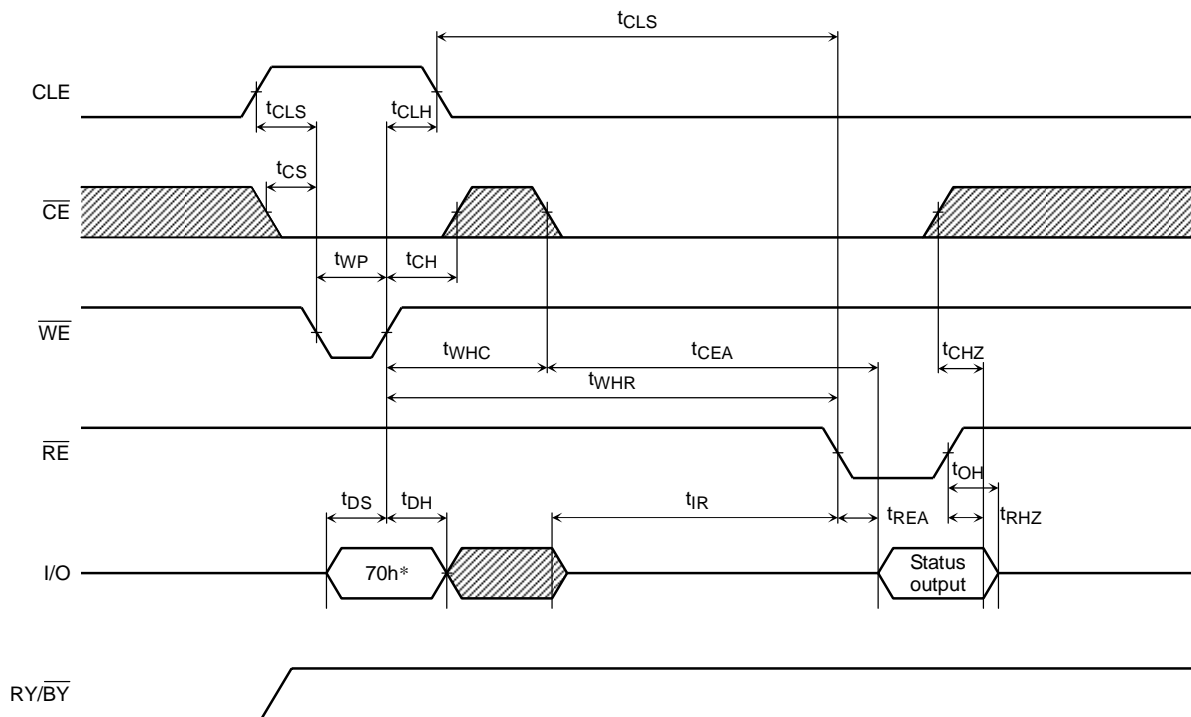 tCLS
CLE
tCLS
tCLH
tCS
CE
tWP
tCH
WE
tWHC
tCEA
tCHZ
tWHR
RE
tOH
tDS
tDH
tIR
tREA
tRHZ
I/O
70h*
Status
output
RY/BY